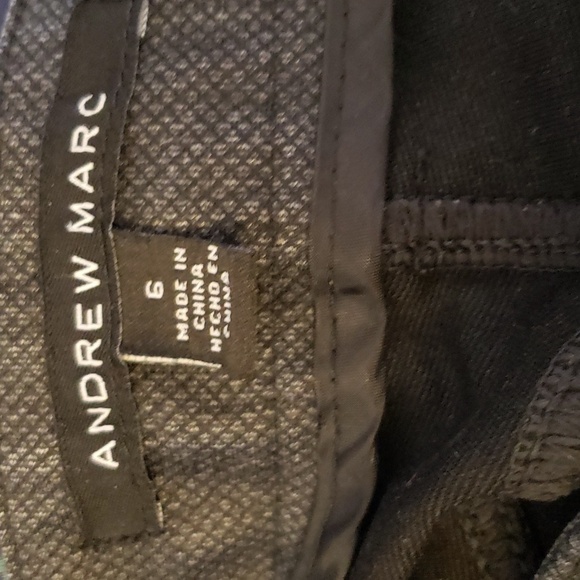 ANDREW MARC
6
MADE IN
CHINA
HECHO EN
CHINA